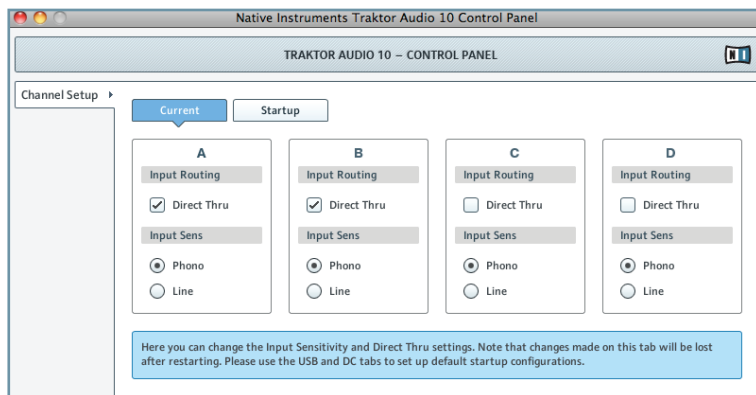 Native Instruments Traktor Audio 10 Control Panel
TRAKTOR AUDIO 10 – CONTROL PANEL
NI
Channel Setup
Current
Startup
A
Input Routing
Direct Thru
Input Sens
Phono
Line
B
Input Routing
Direct Thru
Input Sens
Phono
Line
C
Input Routing
Direct Thru
Input Sens
Phono
Line
D
Input Routing
Direct Thru
Input Sens
Phono
Line
Here you can change the Input Sensitivity and Direct Thru settings. Note that changes made on this tab will be lost
after restarting. Please use the USB and DC tabs to set up default startup configurations.